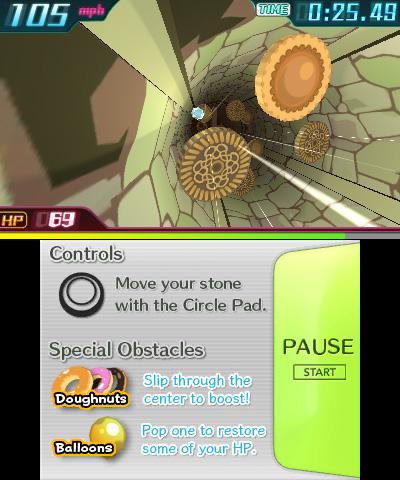 105 mph
TIME 0:25.49
HP 69
Controls
Move your stone
with the Circle Pad.
Special Obstacles
Doughnuts
Slip through the
center to boost!
Balloons
Pop one to restore
some of your HP.
PAUSE
START